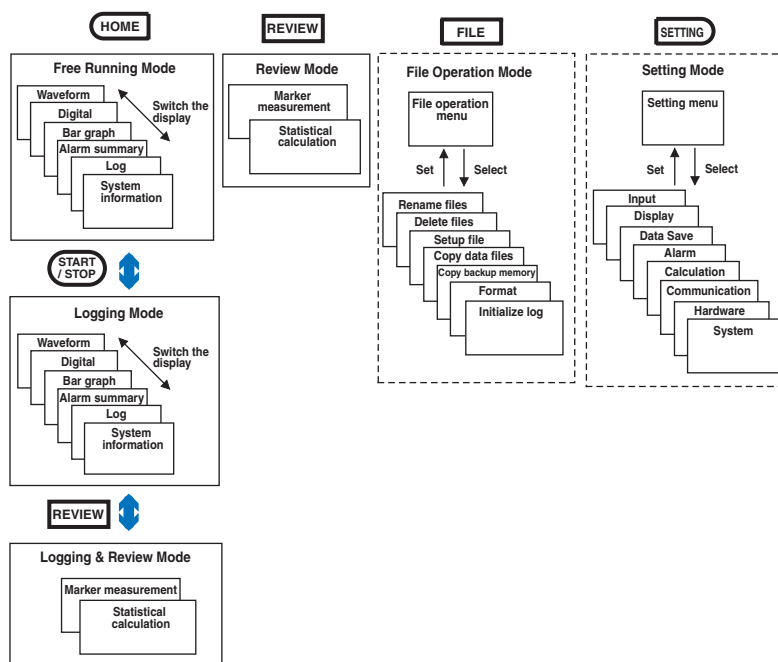 HOME
Free Running Mode
Waveform
Digital
Bar graph
Alarm summary
Log
System
information
Switch the
display
START
/ STOP
Logging Mode
Waveform
Digital
Bar graph
Alarm summary
Log
System
information
Switch the
display
REVIEW
Logging & Review Mode
Marker measurement
Statistical
calculation
REVIEW
Review Mode
Marker
measurement
Statistical
calculation
FILE
File Operation Mode
File operation
menu
Set
Select
Rename files
Delete files
Setup file
Copy data files
Copy backup memory
Format
Initialize log
SETTING
Setting Mode
Setting menu
Set
Select
Input
Display
Data Save
Alarm
Calculation
Communication
Hardware
System